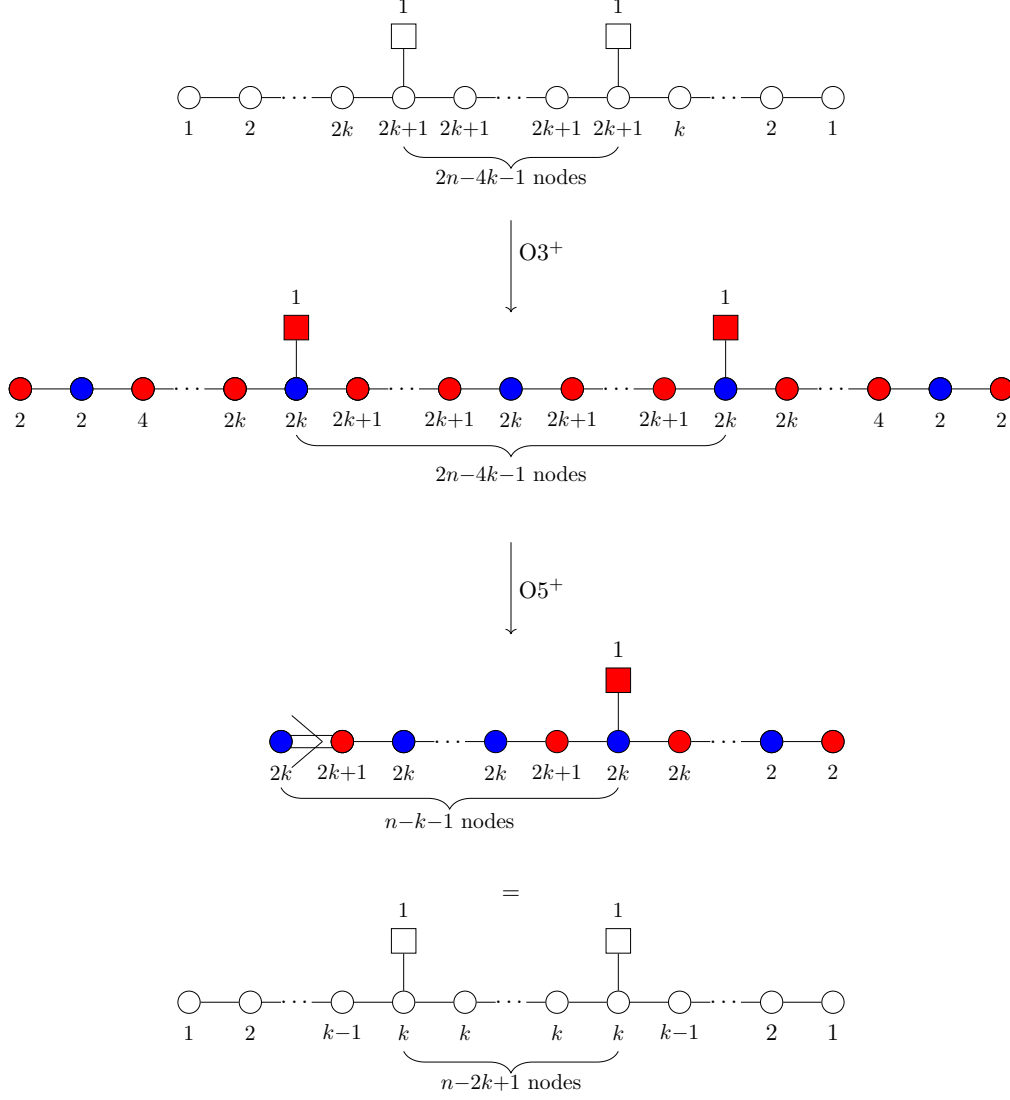 1 1
1 2 ··· 2k 2k+1 2k+1 ··· 2k+1 2k+1 k ··· 2 1
2n−4k−1 nodes
O3⁺
1 1
2 2 4 ··· 2k 2k 2k+1 ··· 2k+1 2k 2k+1 ··· 2k+1 2k 2k ··· 4 2 2
2n−4k−1 nodes
O5⁺
1
2k 2k+1 2k ··· 2k 2k+1 2k 2k ··· 2 2
n−k−1 nodes
=
1 1
1 2 ··· k−1 k k ··· k k k−1 ··· 2 1
n−2k+1 nodes